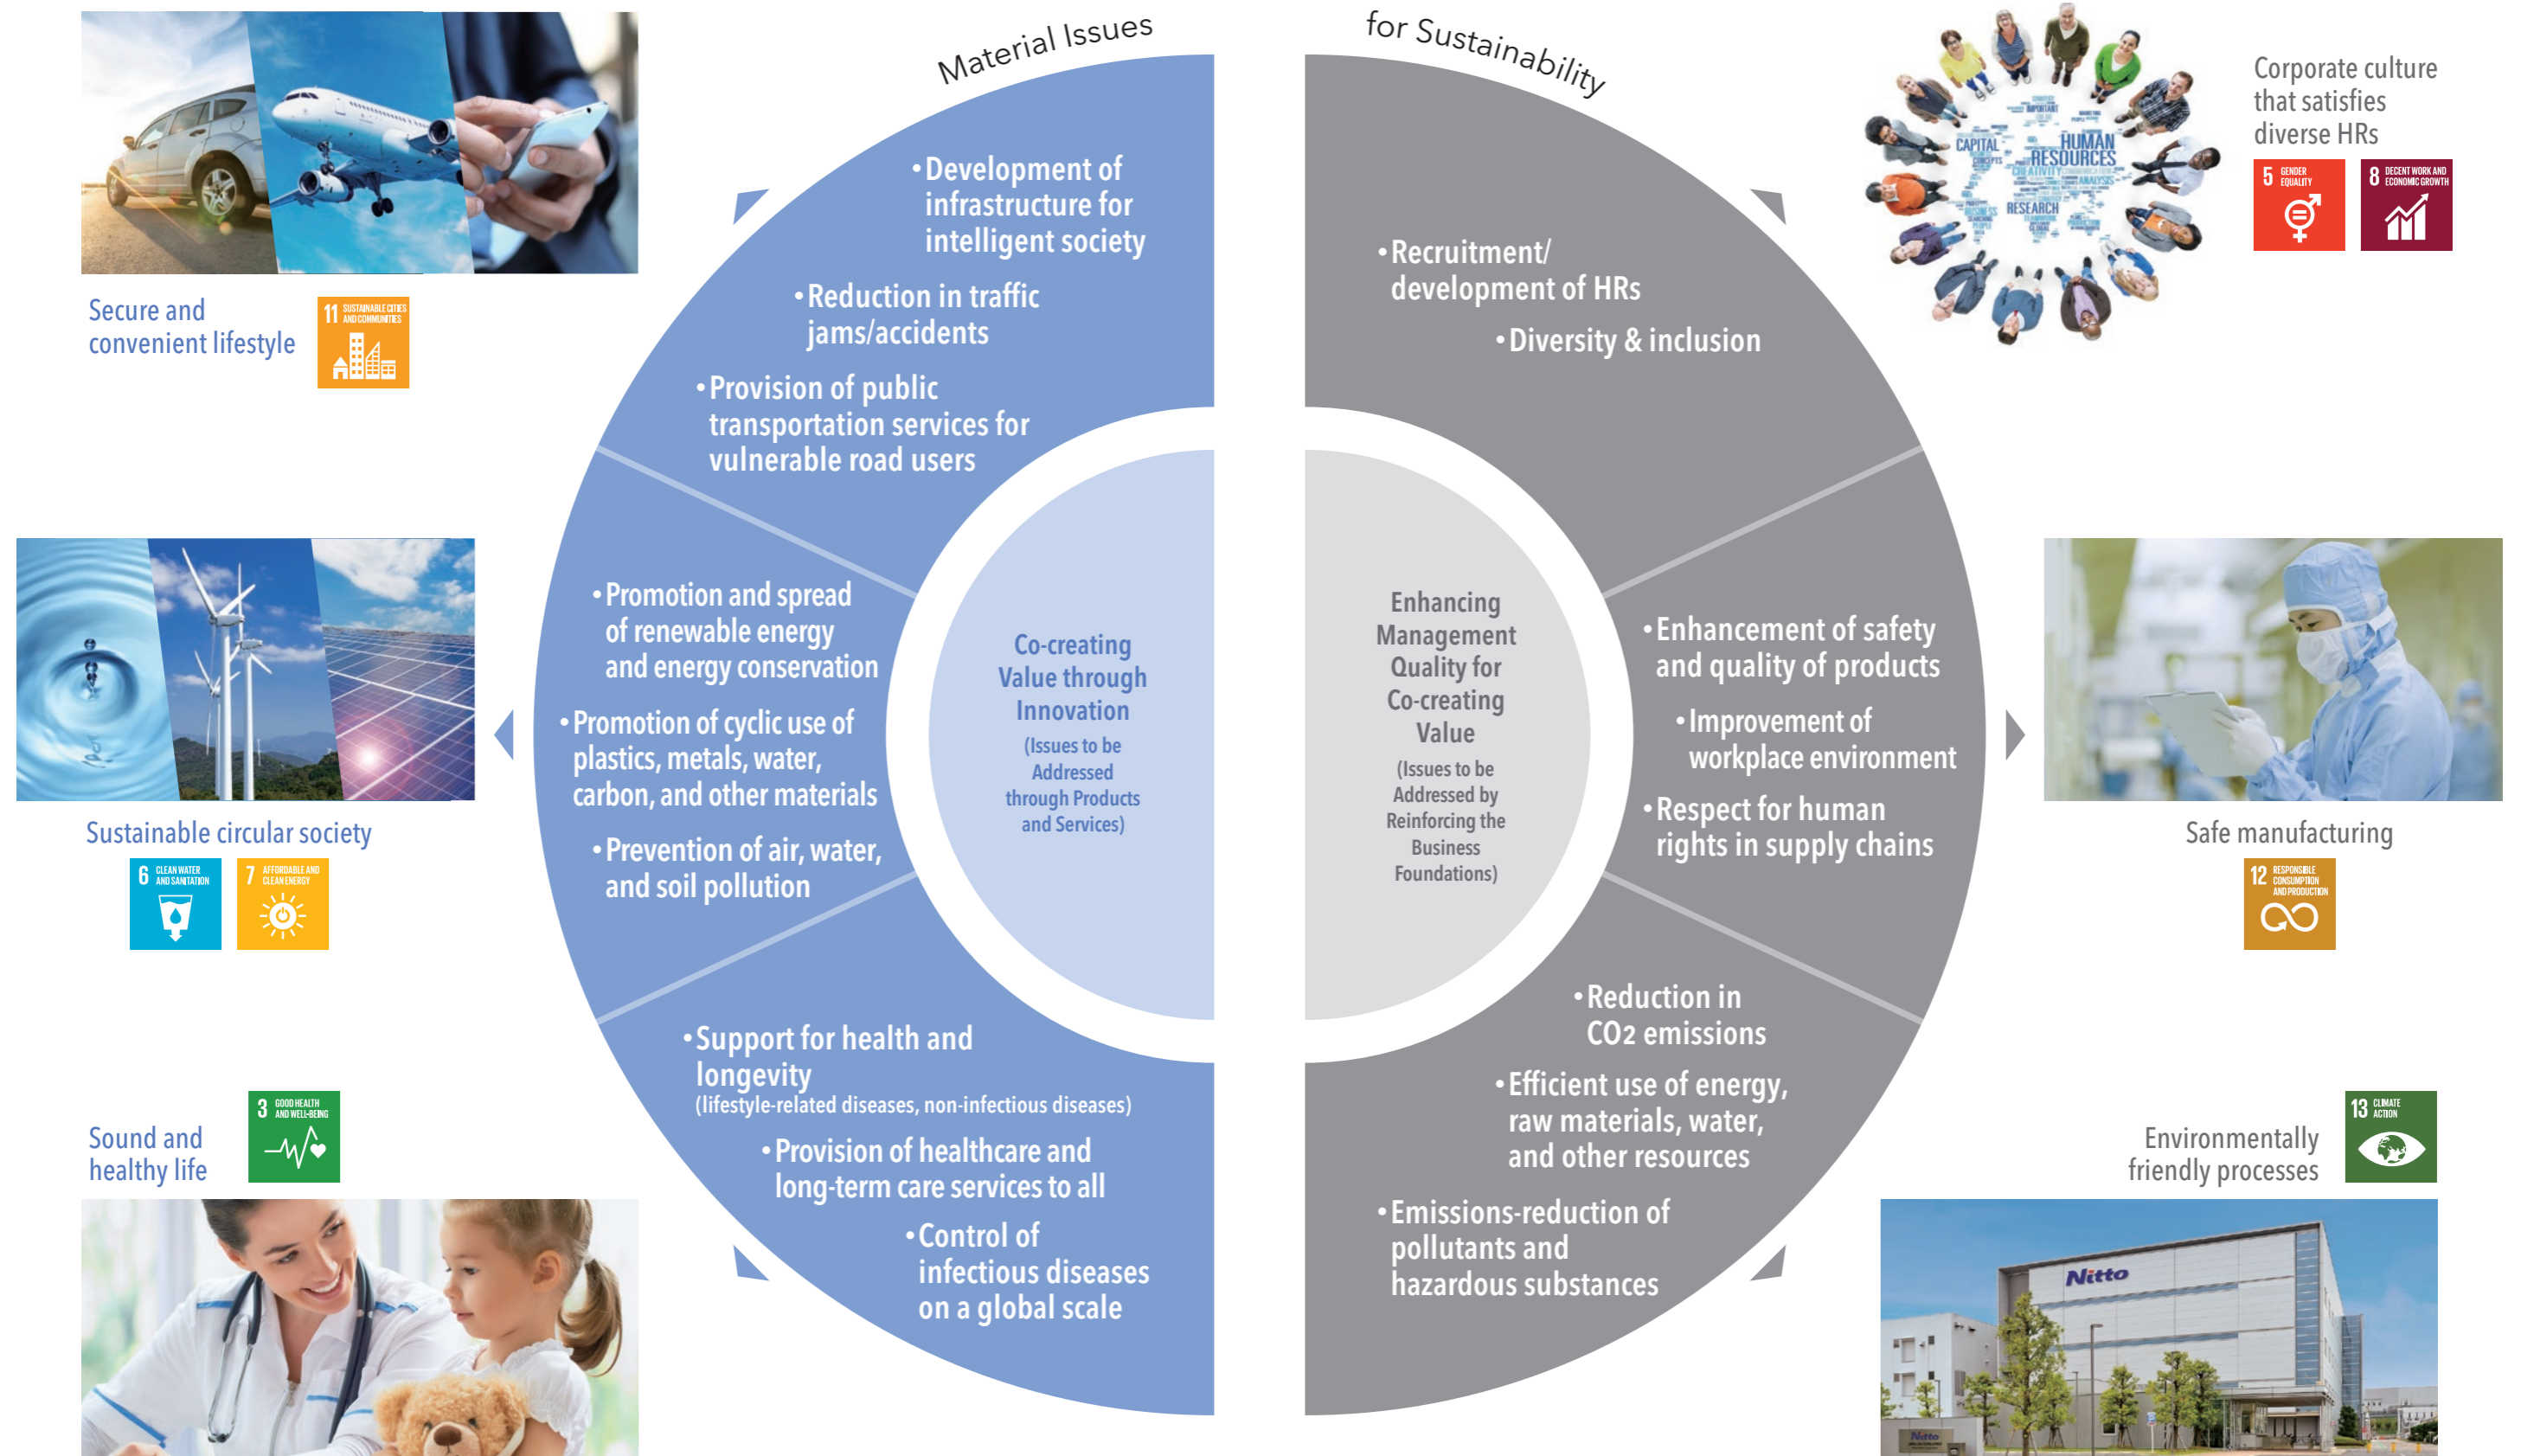 Material Issues
for Sustainability
Secure and
convenient lifestyle
11 SUSTAINABLE CITIES
AND COMMUNITIES
• Development of
infrastructure for
intelligent society
• Reduction in traffic
jams/accidents
• Provision of public
transportation services for
vulnerable road users
Sustainable circular society
6 CLEAN WATER
AND SANITATION
7 AFFORDABLE AND
CLEAN ENERGY
• Promotion and spread
of renewable energy
and energy conservation
• Promotion of cyclic use of
plastics, metals, water,
carbon, and other materials
• Prevention of air, water,
and soil pollution
Sound and
healthy life
3 GOOD HEALTH
AND WELL-BEING
• Support for health and
longevity
(lifestyle-related diseases, non-infectious diseases)
• Provision of healthcare and
long-term care services to all
• Control of
infectious diseases
on a global scale
Co-creating
Value through
Innovation
(Issues to be
Addressed
through Products
and Services)
Enhancing
Management
Quality for
Co-creating
Value
(Issues to be
Addressed by
Reinforcing the
Business
Foundations)
• Recruitment/
development of HRs
• Diversity & inclusion
CAPITAL
HUMAN
RESOURCES
CREATIVITY
ANALYSIS
BUSINESS
RESEARCH
IMPORTANT
Corporate culture
that satisfies
diverse HRs
5 GENDER
EQUALITY
8 DECENT WORK AND
ECONOMIC GROWTH
• Enhancement of safety
and quality of products
• Improvement of
workplace environment
• Respect for human
rights in supply chains
Safe manufacturing
12 RESPONSIBLE
CONSUMPTION
AND PRODUCTION
• Reduction in
CO2 emissions
• Efficient use of energy,
raw materials, water,
and other resources
• Emissions-reduction of
pollutants and
hazardous substances
Environmentally
friendly processes
13 CLIMATE
ACTION
Nitto
Nitto